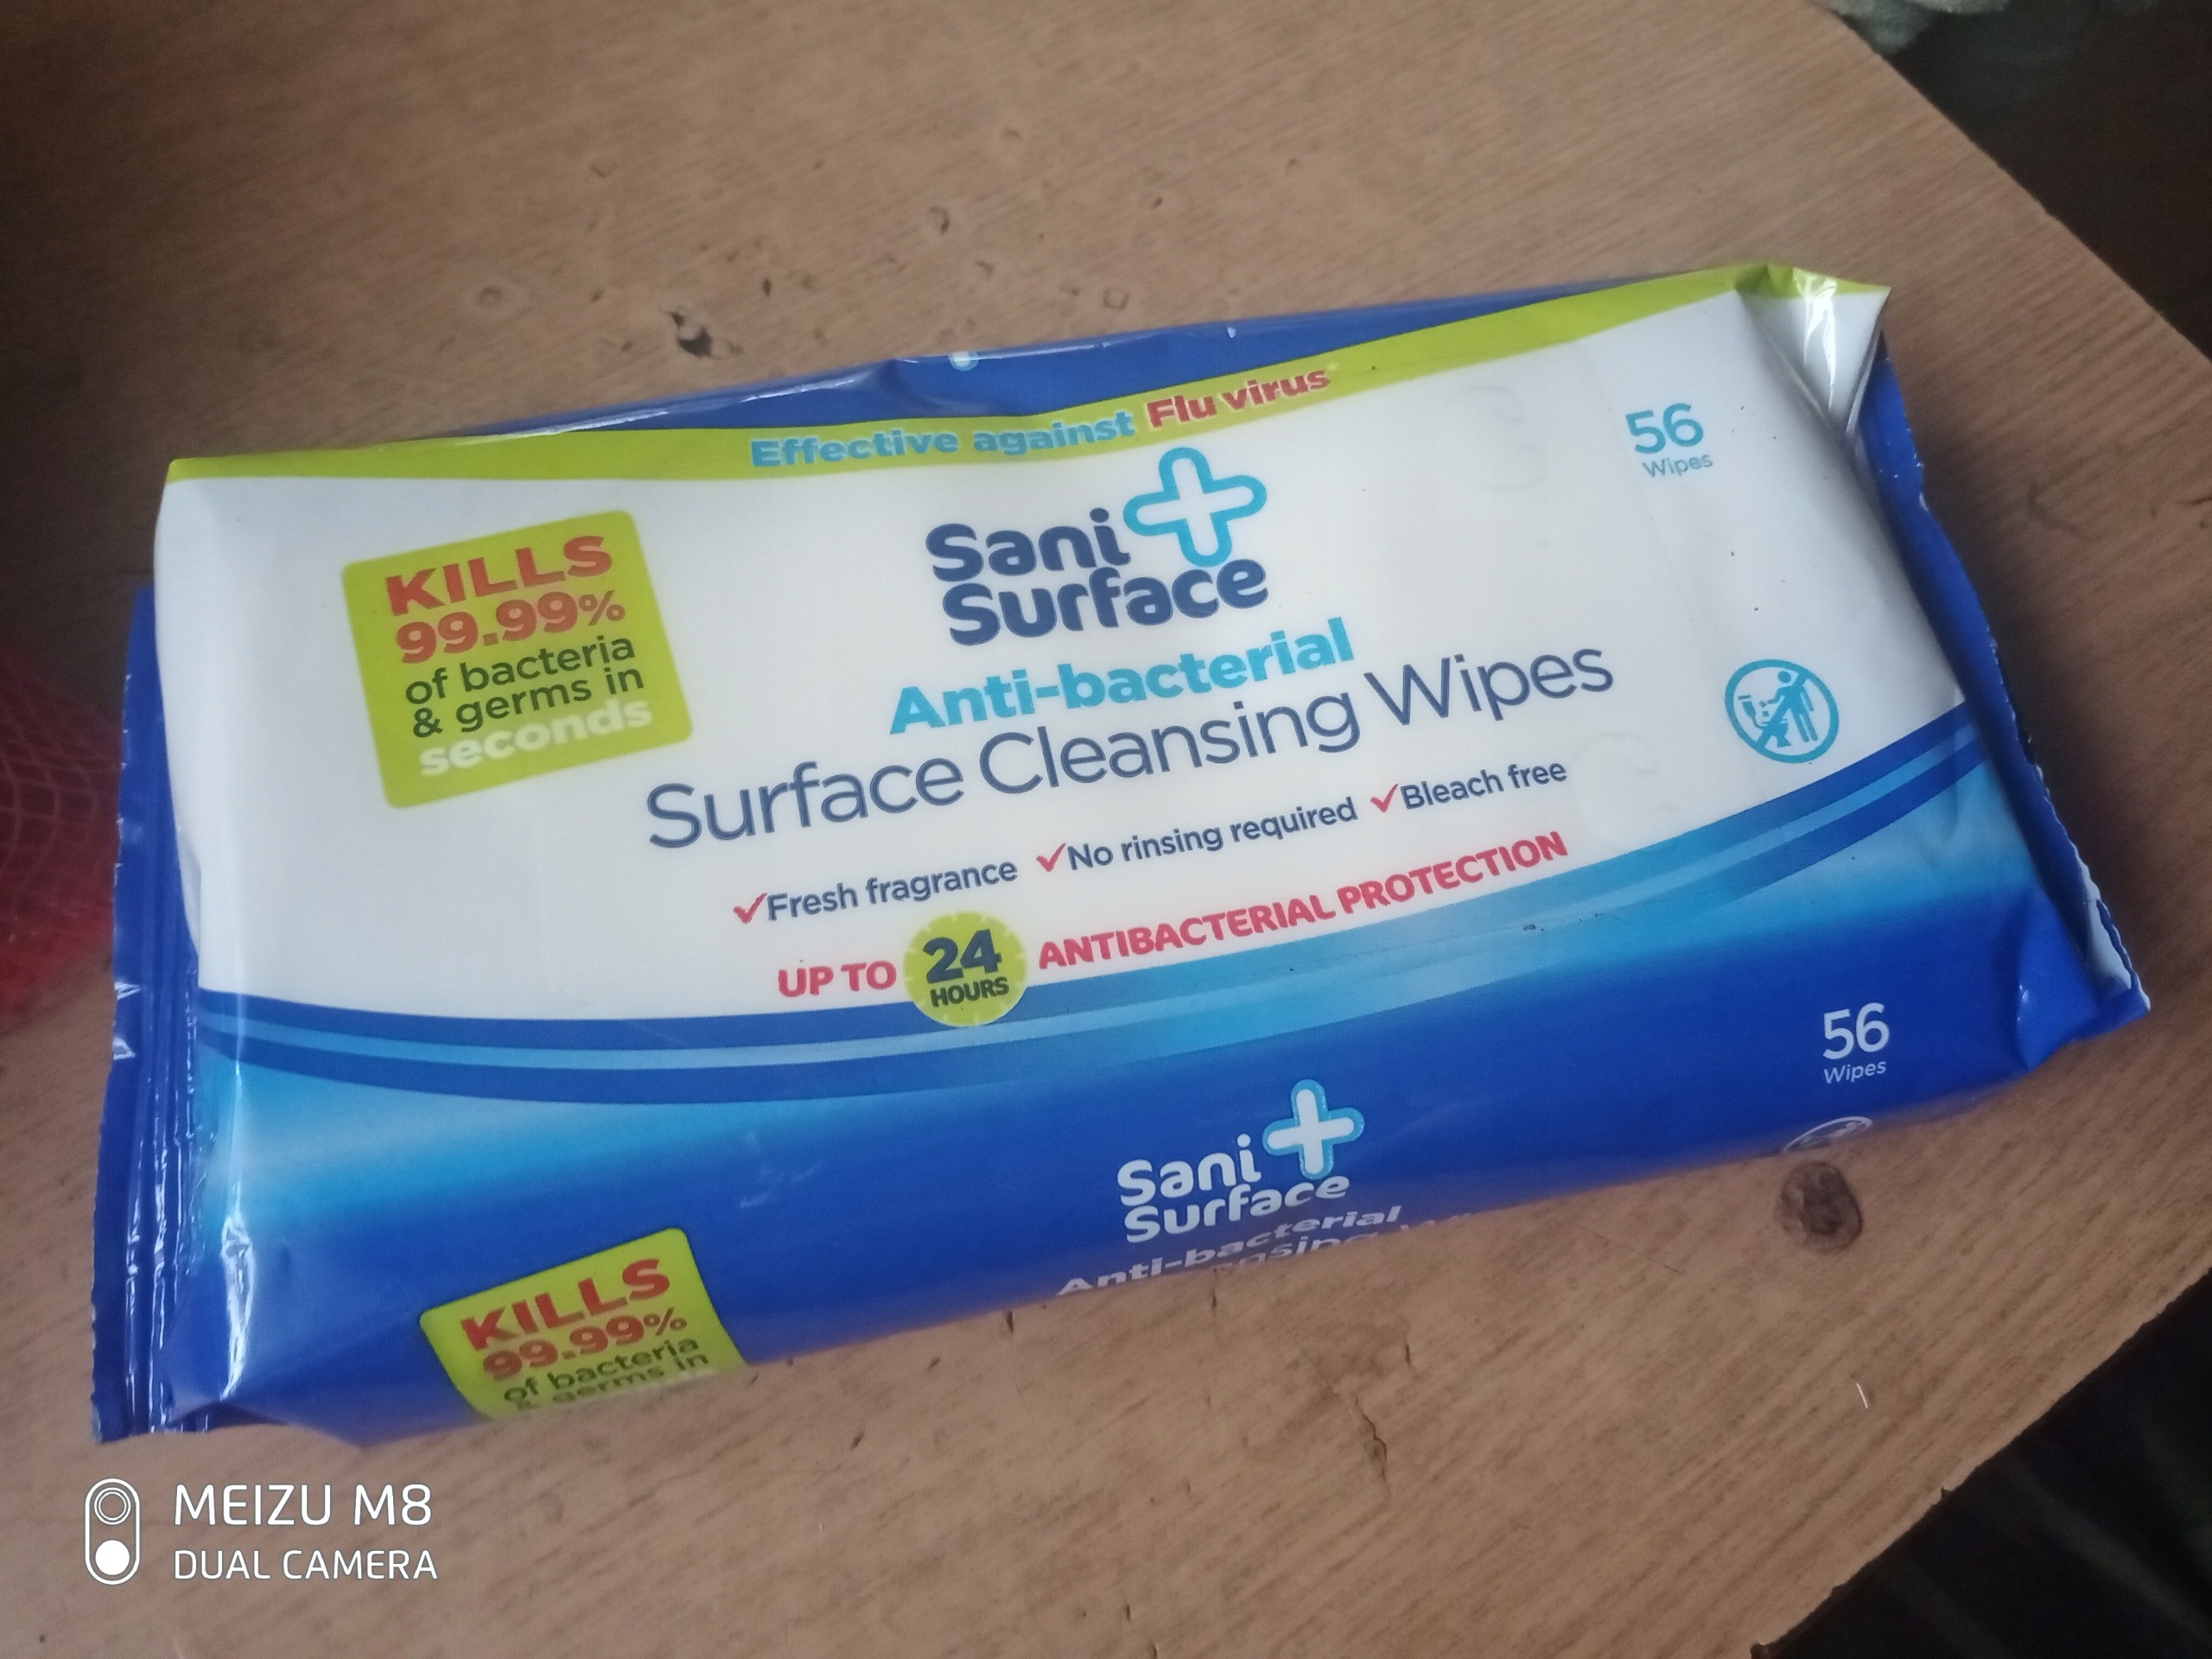 Effective against Flu virus*
56
Wipes
Sani
Surface
KILLS
99.99%
of bacteria
& germs in
seconds
Anti-bacterial
Surface Cleansing Wipes
✓Fresh fragrance ✓No rinsing required ✓Bleach free
UP TO 24 HOURS ANTIBACTERIAL PROTECTION
56
Wipes
Sani
Surface
Anti-bacterial
KILLS
99.99%
of bacteria
& germs in
MEIZU M8
DUAL CAMERA